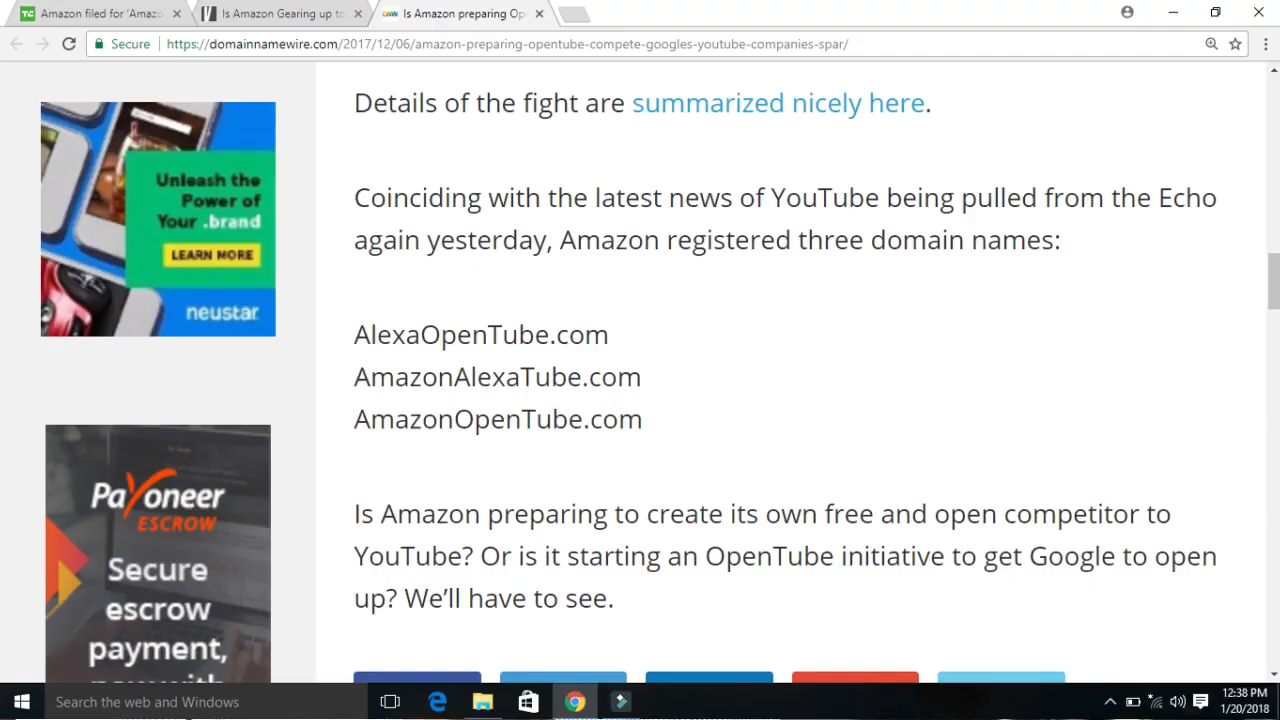 Amazon filed for 'Amazo
Is Amazon Gearing up to
Is Amazon preparing Op
Secure
https://domainnamewire.com/2017/12/06/amazon-preparing-opentube-compete-googles-youtube-companies-spar/
Unleash the
Power of
Your .brand
LEARN MORE
neustar
Payoneer
ESCROW
Secure
escrow
payment,
Details of the fight are summarized nicely here.
Coinciding with the latest news of YouTube being pulled from the Echo
again yesterday, Amazon registered three domain names:
AlexaOpenTube.com
AmazonAlexaTube.com
AmazonOpenTube.com
Is Amazon preparing to create its own free and open competitor to
YouTube? Or is it starting an OpenTube initiative to get Google to open
up? We’ll have to see.
Search the web and Windows
12:38 PM
1/20/2018